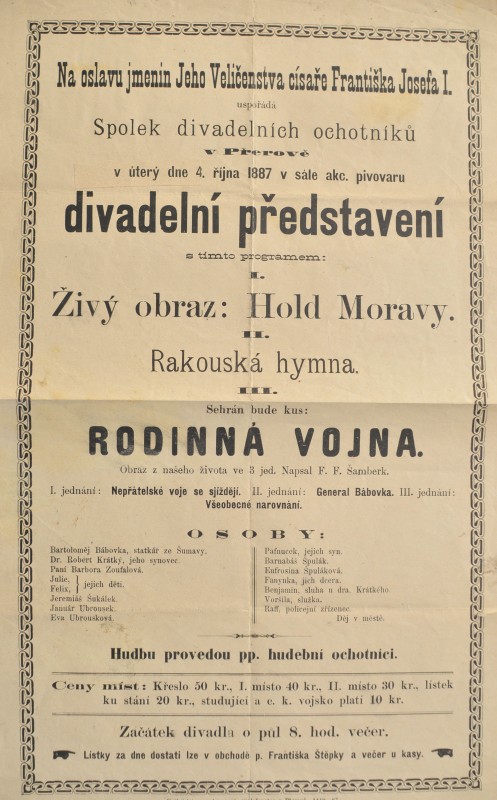 Na oslavu jmenin Jeho Veličenstva císaře Františka Josefa I.
uspořádá
Spolek divadelních ochotníků
v Přerově
v úterý dne 4. října 1887 v sále akc. pivovaru
divadelní představení
s tímto programem:
I.
Živý obraz: Hold Moravy.
II.
Rakouská hymna.
III.
Sehrán bude kus:
RODINNÁ VOJNA.
Obraz z našeho života ve 3 jed. Napsal F. F. Šamberk.
I. jednání: Nepřátelské voje se sjíždějí. II. jednání: General Bábovka. III. jednání:
Všeobecné narovnání.
OSOBY:
Bartoloměj Bábovka, statkář ze Šumavy.
Dr. Robert Krátký, jeho synovec.
Paní Barbora Zoufalová.
Julie, } jejich děti.
Felix,
Jeremiáš Šukálek.
Január Ubrousek.
Eva Ubrousková.
Pafnucek, jejich syn.
Barnabáš Špulák.
Eufrosina Špuláková.
Fanynka, jich dcera.
Benjamin, sluha u dra. Krátkého.
Voršila, služka.
Raff, policejní zřízenec.
Děj v městě.
Hudbu provedou pp. hudební ochotníci.
Ceny míst: Křeslo 50 kr., I. místo 40 kr., II. místo 30 kr., lístek
ku stání 20 kr., studující a c. k. vojsko platí 10 kr.
Začátek divadla o půl 8. hod. večer.
Lístky za dne dostati lze v obchodě p. Františka Štěpky a večer u kasy.